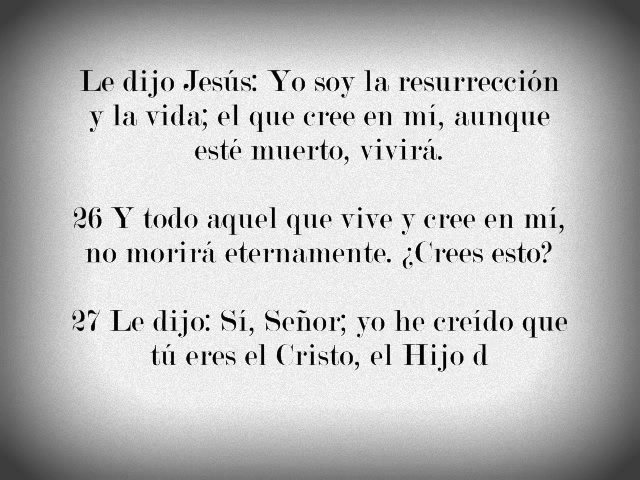 Le dijo Jesús: Yo soy la resurrección
y la vida; el que cree en mí, aunque
esté muerto, vivirá.
26 Y todo aquel que vive y cree en mí,
no morirá eternamente. ¿Crees esto?
27 Le dijo: Sí, Señor; yo he creído que
tú eres el Cristo, el Hijo d